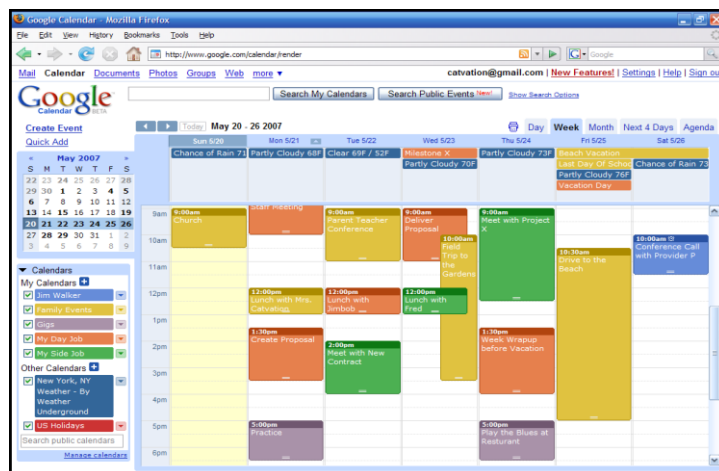 Google Calendar - Mozilla Firefox
File Edit View History Bookmarks Tools Help
http://www.google.com/calendar/render
Google
Mail Calendar Documents Photos Groups Web more ▼
catvation@gmail.com | New Features! | Settings | Help | Sign ou
Google
Calendar BETA
Search My Calendars
Search Public Events New!
Show Search Options
Create Event
Quick Add
Today May 20 - 26 2007
Day Week Month Next 4 Days Agenda
« May 2007 »
S M T W T F S
22 23 24 25 26 27 28
29 30 1 2 3 4 5
6 7 8 9 10 11 12
13 14 15 16 17 18 19
20 21 22 23 24 25 26
27 28 29 30 31 1 2
3 4 5 6 7 8 9
Calendars
My Calendars
Jim Walker
Family Events
Gigs
My Day Job
My Side Job
Other Calendars
New York, NY
Weather - By
Weather
Underground
US Holidays
Search public calendars
Manage calendars
Sun 5/20 Mon 5/21 Tue 5/22 Wed 5/23 Thu 5/24 Fri 5/25 Sat 5/26
Chance of Rain 71 Partly Cloudy 68F Clear 69F / 52F Milestone X Partly Cloudy 73F Beach Vacation
Partly Cloudy 70F Last Day Of Schoo Chance of Rain 73
Partly Cloudy 76F
Vacation Day
9am
10am
11am
12pm
1pm
2pm
3pm
4pm
5pm
6pm
9:00am
Church
Staff Meeting
12:00pm
Lunch with Mrs.
Catvation
1:30pm
Create Proposal
5:00pm
Practice
9:00am
Parent Teacher
Conference
12:00pm
Lunch with
Jimbob
2:00pm
Meet with New
Contract
9:00am
Deliver
Proposal
10:00am
Field
Trip to
the
Gardens
12:00pm
Lunch with
Fred
9:00am
Meet with Project
X
1:30pm
Week Wrapup
before Vacation
5:00pm
Play the Blues at
Resturant
10:30am
Drive to the
Beach
10:00am
Conference Call
with Provider P